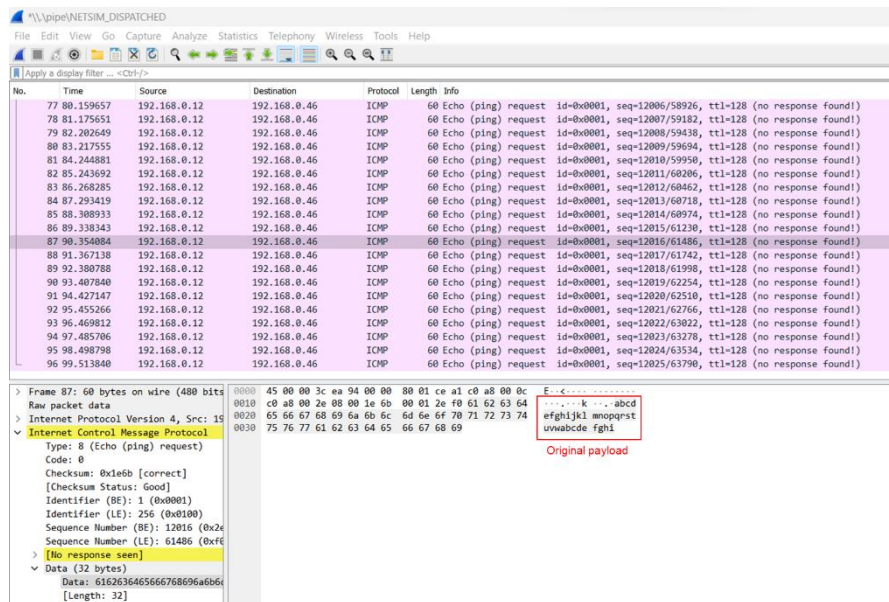 *\\.\pipe\NETSIM_DISPATCHED
File Edit View Go Capture Analyze Statistics Telephony Wireless Tools Help
Apply a display filter ... <Ctrl-/>
No. Time Source Destination Protocol Length Info
77 80.159657 192.168.0.12 192.168.0.46 ICMP 60 Echo (ping) request id=0x0001, seq=12006/58926, ttl=128 (no response found!)
78 81.175651 192.168.0.12 192.168.0.46 ICMP 60 Echo (ping) request id=0x0001, seq=12007/59182, ttl=128 (no response found!)
79 82.202649 192.168.0.12 192.168.0.46 ICMP 60 Echo (ping) request id=0x0001, seq=12008/59438, ttl=128 (no response found!)
80 83.217555 192.168.0.12 192.168.0.46 ICMP 60 Echo (ping) request id=0x0001, seq=12009/59694, ttl=128 (no response found!)
81 84.244881 192.168.0.12 192.168.0.46 ICMP 60 Echo (ping) request id=0x0001, seq=12010/59950, ttl=128 (no response found!)
82 85.243692 192.168.0.12 192.168.0.46 ICMP 60 Echo (ping) request id=0x0001, seq=12011/60206, ttl=128 (no response found!)
83 86.268285 192.168.0.12 192.168.0.46 ICMP 60 Echo (ping) request id=0x0001, seq=12012/60462, ttl=128 (no response found!)
84 87.293419 192.168.0.12 192.168.0.46 ICMP 60 Echo (ping) request id=0x0001, seq=12013/60718, ttl=128 (no response found!)
85 88.308933 192.168.0.12 192.168.0.46 ICMP 60 Echo (ping) request id=0x0001, seq=12014/60974, ttl=128 (no response found!)
86 89.338343 192.168.0.12 192.168.0.46 ICMP 60 Echo (ping) request id=0x0001, seq=12015/61230, ttl=128 (no response found!)
87 90.354084 192.168.0.12 192.168.0.46 ICMP 60 Echo (ping) request id=0x0001, seq=12016/61486, ttl=128 (no response found!)
88 91.367138 192.168.0.12 192.168.0.46 ICMP 60 Echo (ping) request id=0x0001, seq=12017/61742, ttl=128 (no response found!)
89 92.380788 192.168.0.12 192.168.0.46 ICMP 60 Echo (ping) request id=0x0001, seq=12018/61998, ttl=128 (no response found!)
90 93.407840 192.168.0.12 192.168.0.46 ICMP 60 Echo (ping) request id=0x0001, seq=12019/62254, ttl=128 (no response found!)
91 94.427147 192.168.0.12 192.168.0.46 ICMP 60 Echo (ping) request id=0x0001, seq=12020/62510, ttl=128 (no response found!)
92 95.455266 192.168.0.12 192.168.0.46 ICMP 60 Echo (ping) request id=0x0001, seq=12021/62766, ttl=128 (no response found!)
93 96.469812 192.168.0.12 192.168.0.46 ICMP 60 Echo (ping) request id=0x0001, seq=12022/63022, ttl=128 (no response found!)
94 97.485706 192.168.0.12 192.168.0.46 ICMP 60 Echo (ping) request id=0x0001, seq=12023/63278, ttl=128 (no response found!)
95 98.498798 192.168.0.12 192.168.0.46 ICMP 60 Echo (ping) request id=0x0001, seq=12024/63534, ttl=128 (no response found!)
96 99.513840 192.168.0.12 192.168.0.46 ICMP 60 Echo (ping) request id=0x0001, seq=12025/63790, ttl=128 (no response found!)
Frame 87: 60 bytes on wire (480 bits
Raw packet data
Internet Protocol Version 4, Src: 19
Internet Control Message Protocol
Type: 8 (Echo (ping) request)
Code: 0
Checksum: 0x1e6b [correct]
[Checksum Status: Good]
Identifier (BE): 1 (0x0001)
Identifier (LE): 256 (0x0100)
Sequence Number (BE): 12016 (0x2e
Sequence Number (LE): 61486 (0xf0
[No response seen]
Data (32 bytes)
Data: 6162636465666768696a6b6c
[Length: 32]
0000 45 00 00 3c ea 94 00 00 80 01 ce a1 c0 a8 00 0c E··<···· ········
0010 c0 a8 00 2e 08 00 1e 6b 00 01 2e f0 61 62 63 64 ···.···k ··.·abcd
0020 65 66 67 68 69 6a 6b 6c 6d 6e 6f 70 71 72 73 74 efghijkl mnopqrst
0030 75 76 77 61 62 63 64 65 66 67 68 69 uvwabcde fghi
Original payload